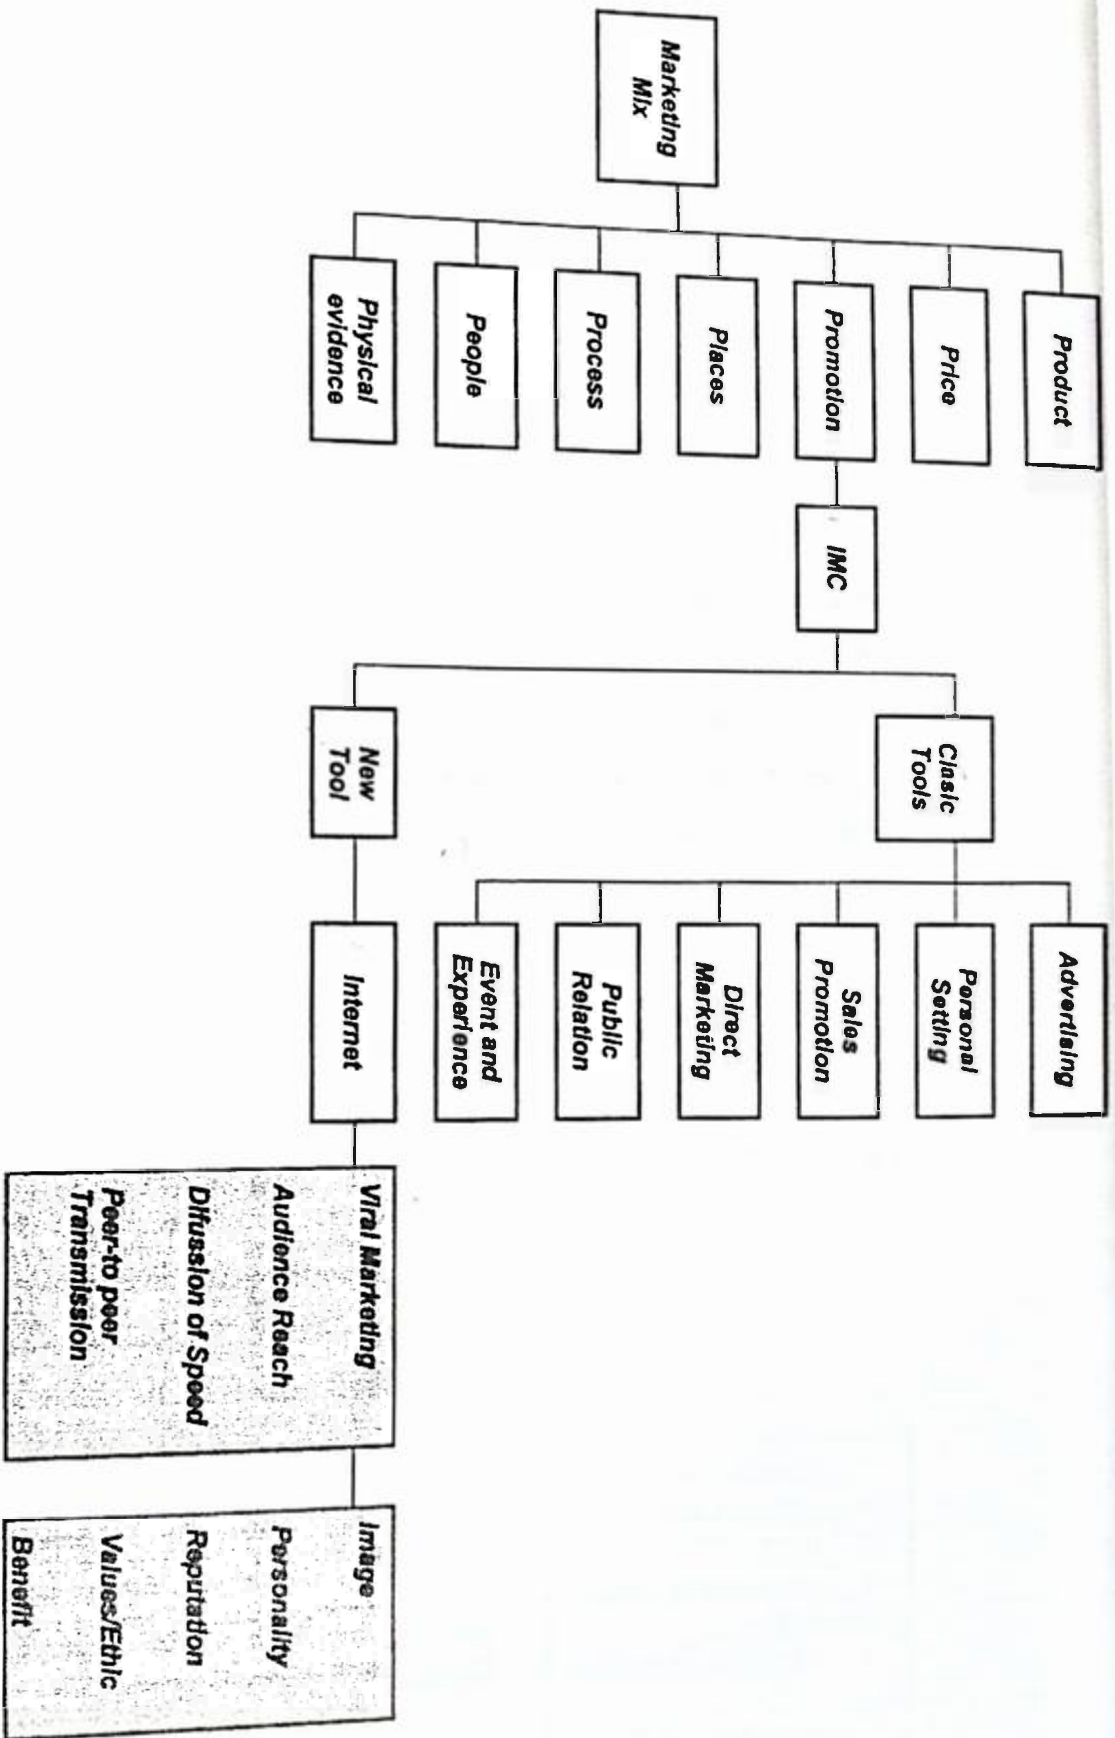 Marketing
Mix
Product
Price
Promotion
Places
Process
People
Physical
evidence
IMC
Clasic
Tools
New
Tool
Advertising
Personal
Setting
Sales
Promotion
Direct
Marketing
Public
Relation
Event and
Experience
Internet
Viral Marketing
Audience Reach
Difussion of Speed
Peer-to peer
Transmission
Image
Personality
Reputation
Values/Ethic
Benefit